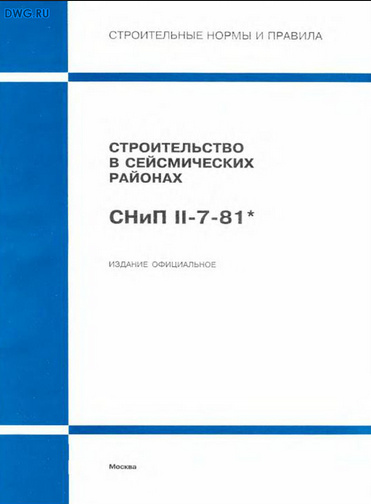 DWG.RU
СТРОИТЕЛЬНЫЕ НОРМЫ И ПРАВИЛА
СТРОИТЕЛЬСТВО
В СЕЙСМИЧЕСКИХ
РАЙОНАХ
СНиП II-7-81*
ИЗДАНИЕ ОФИЦИАЛЬНОЕ
Москва